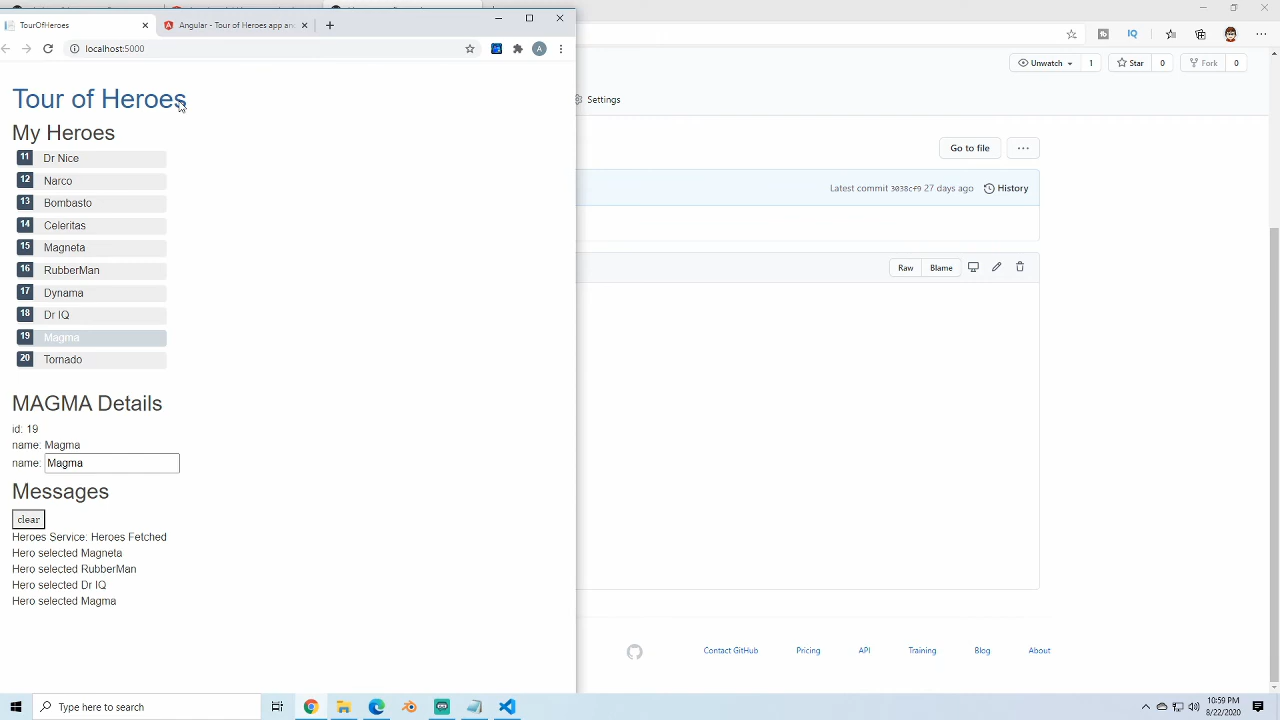 TourOfHeroes
Angular - Tour of Heroes app an
localhost:5000
A
IQ
Unwatch
1
Star
0
Fork
0
Settings
Go to file
Latest commit 3038cf9 27 days ago
History
Raw
Blame
Tour of Heroes
My Heroes
11 Dr Nice
12 Narco
13 Bombasto
14 Celeritas
15 Magneta
16 RubberMan
17 Dynama
18 Dr IQ
19 Magma
20 Tornado
MAGMA Details
id: 19
name: Magma
name: Magma
Messages
clear
Heroes Service: Heroes Fetched
Hero selected Magneta
Hero selected RubberMan
Hero selected Dr IQ
Hero selected Magma
Contact GitHub
Pricing
API
Training
Blog
About
Type here to search
10:59 PM
8/22/2020